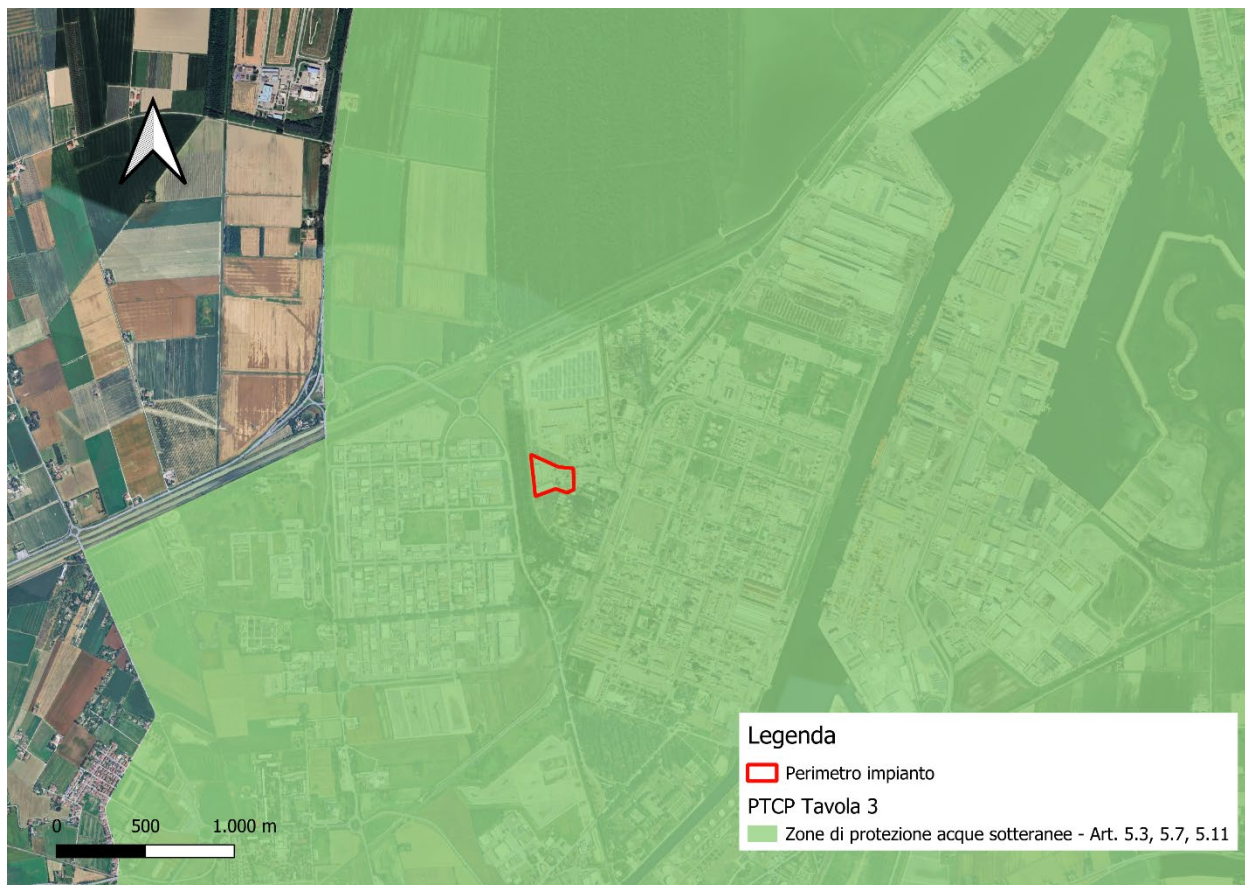 Legenda
Perimetro impianto
PTCP Tavola 3
Zone di protezione acque sotteranee - Art. 5.3, 5.7, 5.11
0 500 1.000 m